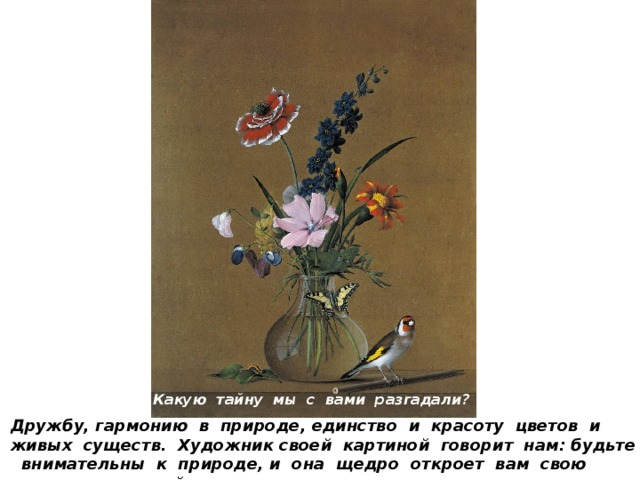 Какую тайну мы с вами разгадали?
Дружбу, гармонию в природе, единство и красоту цветов и
живых существ. Художник своей картиной говорит нам: будьте
внимательны к природе, и она щедро откроет вам свою